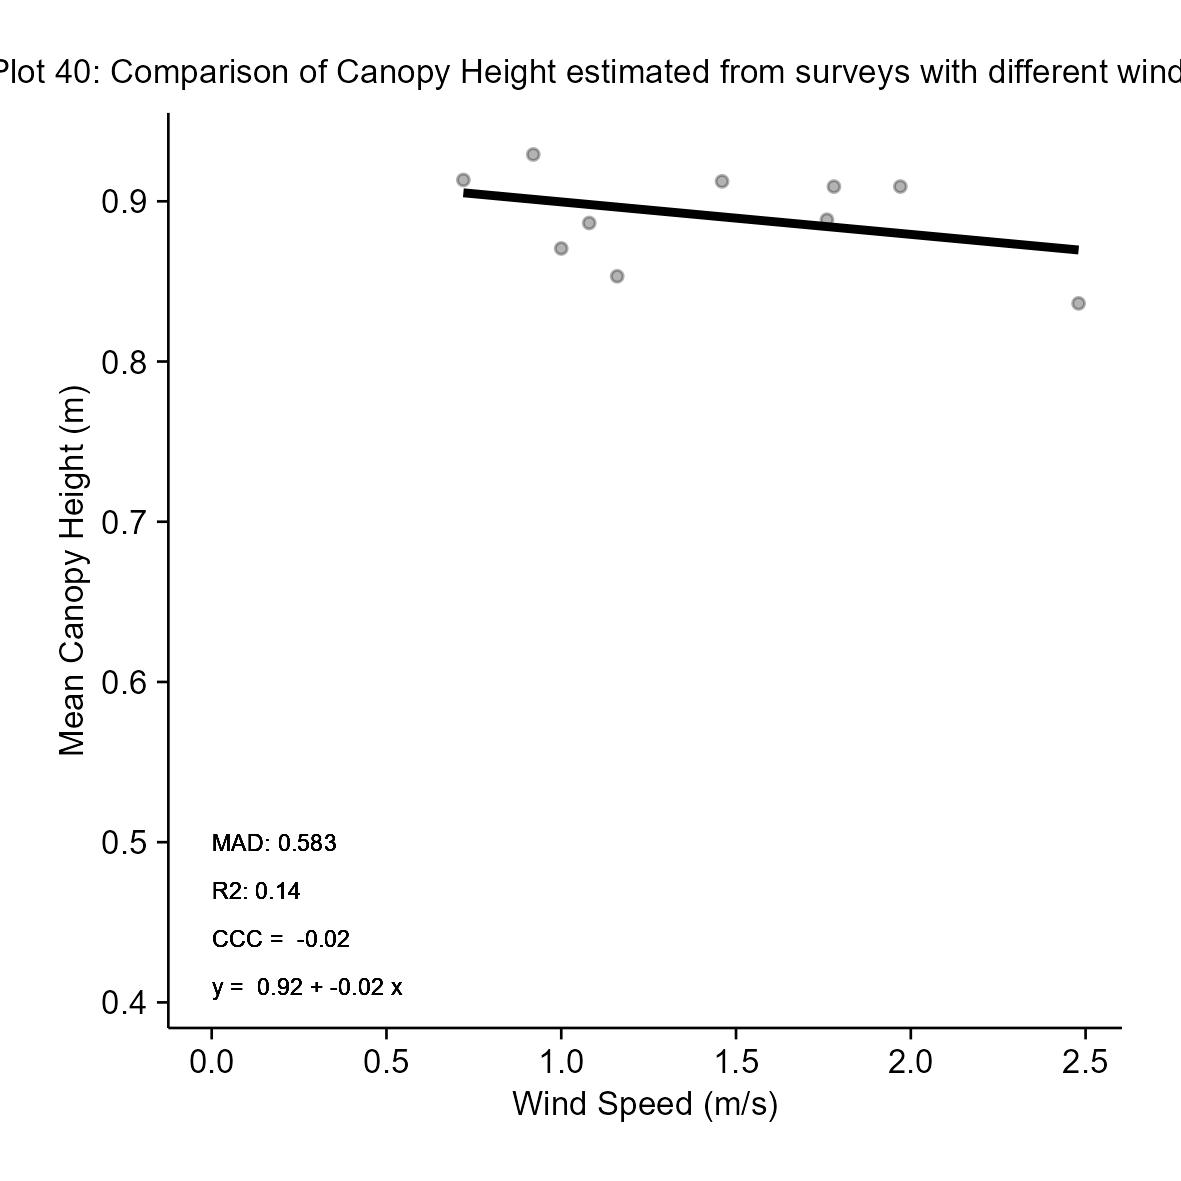 Plot 40: Comparison of Canopy Height estimated from surveys with different wind
0.9
0.8
0.7
0.6
0.5
0.4
Mean Canopy Height (m)
MAD: 0.583
R2: 0.14
CCC = -0.02
y = 0.92 + -0.02 x
0.0 0.5 1.0 1.5 2.0 2.5
Wind Speed (m/s)